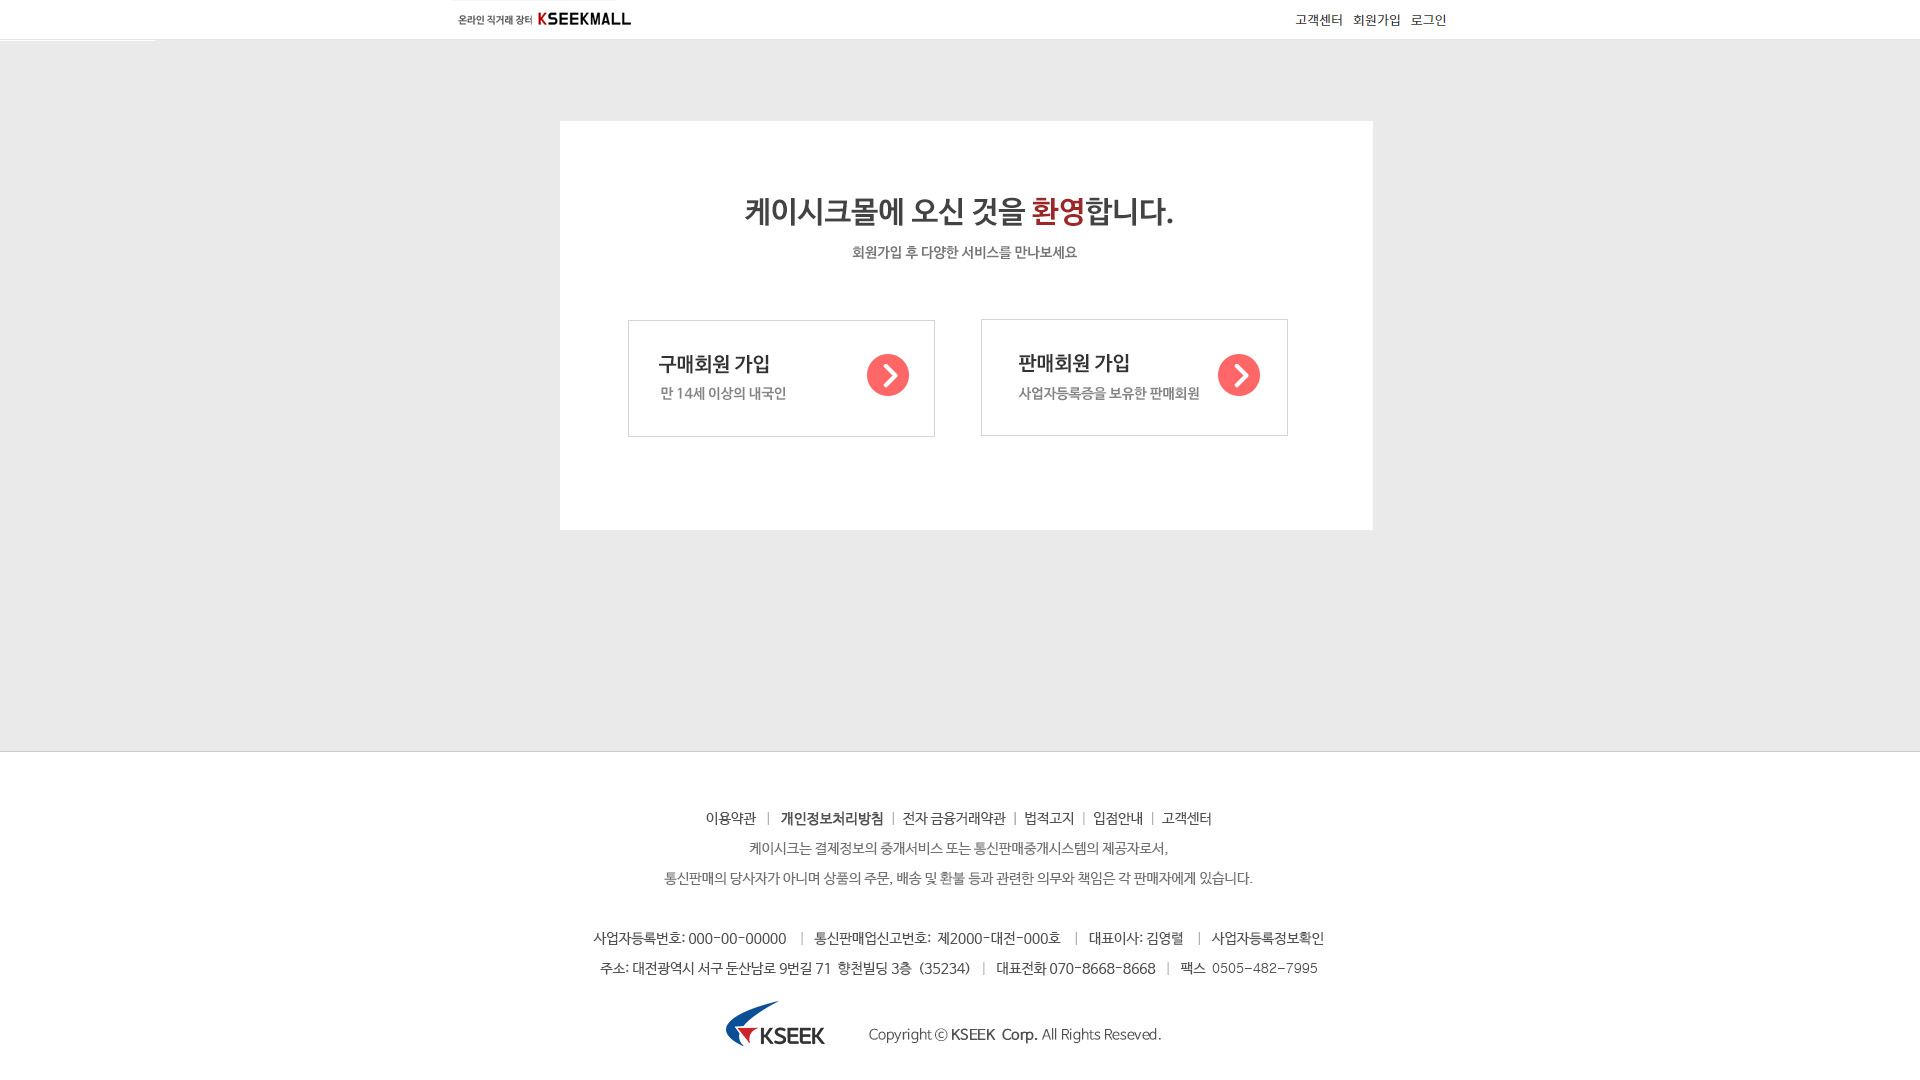 온라인 직거래 장터 KSEEKMALL
고객센터 회원가입 로그인
케이시크몰에 오신 것을 환영합니다.
회원가입 후 다양한 서비스를 만나보세요
구매회원 가입
만 14세 이상의 내국인
판매회원 가입
사업자등록증을 보유한 판매회원
이용약관 | 개인정보처리방침 | 전자 금융거래약관 | 법적고지 | 입점안내 | 고객센터
케이시크는 결제정보의 중개서비스 또는 통신판매중개시스템의 제공자로서,
통신판매의 당사자가 아니며 상품의 주문, 배송 및 환불 등과 관련한 의무와 책임은 각 판매자에게 있습니다.
사업자등록번호: 000-00-00000 | 통신판매업신고번호: 제2000-대전-000호 | 대표이사: 김영렬 | 사업자등록정보확인
주소: 대전광역시 서구 둔산남로 9번길 71 향천빌딩 3층 (35234) | 대표전화 070-8668-8668 | 팩스 0505-482-7995
KSEEK
Copyright ⓒ KSEEK Corp. All Rights Reseved.